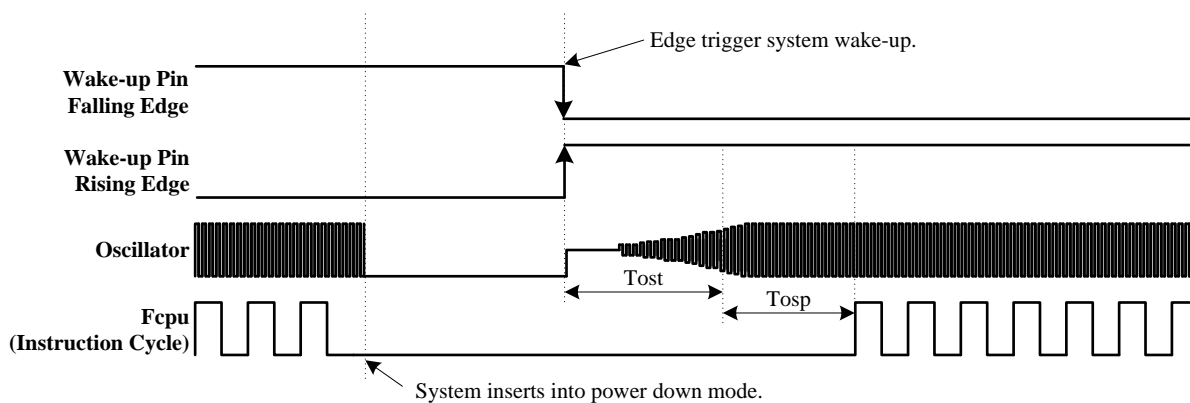 Edge trigger system wake-up.
Wake-up Pin
Falling Edge
Wake-up Pin
Rising Edge
Oscillator
Tost
Tosp
Fcpu
(Instruction Cycle)
System inserts into power down mode.